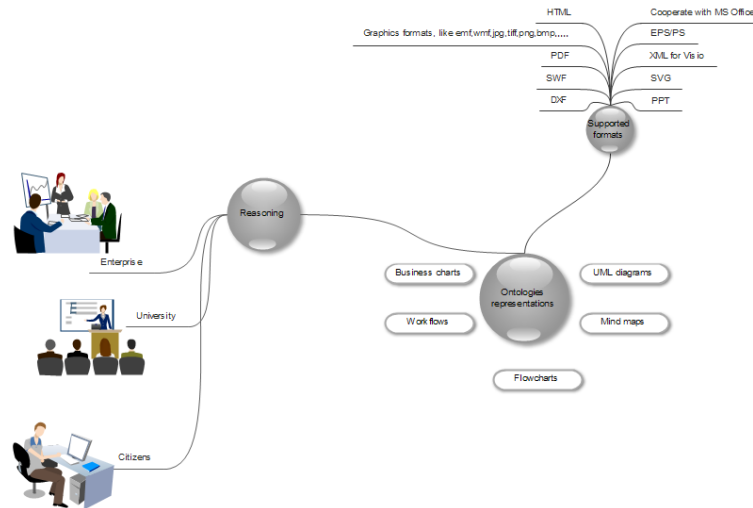 HTML
Cooperate with MS Office
Graphics formats, like emf,wmf,jpg,tiff,png,bmp,,,,,
EPS/PS
PDF
XML for Visio
SWF
SVG
DXF
PPT
Supported
formats
Reasoning
Enterprise
University
Citizens
Business charts
UML diagrams
Ontologies
representations
Workflows
Mind maps
Flowcharts